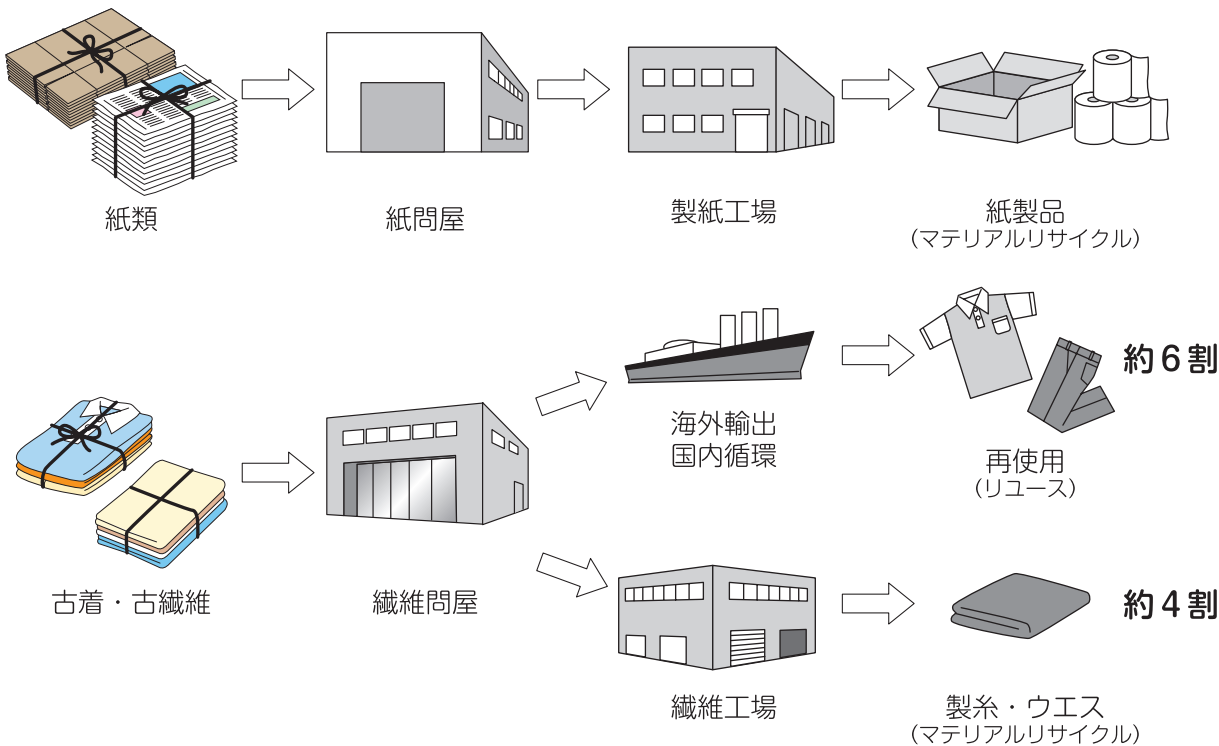 紙類
紙問屋
製紙工場
紙製品
（マテリアルリサイクル）
古着・古繊維
繊維問屋
海外輸出
国内循環
再使用
（リユース）
約６割
繊維工場
製糸・ウエス
（マテリアルリサイクル）
約４割